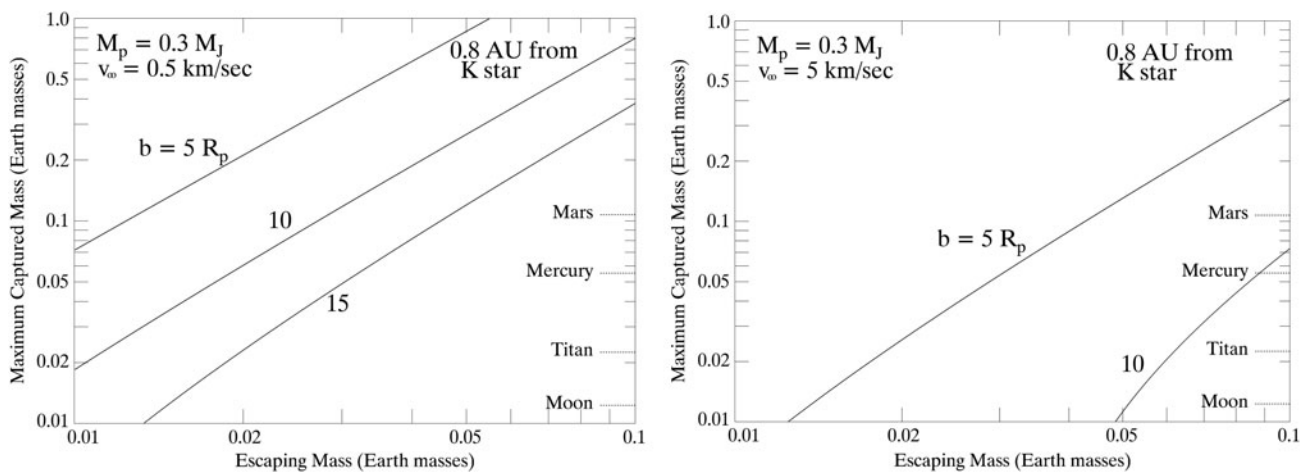 M_p = 0.3 M_J
v_∞ = 0.5 km/sec
0.8 AU from
K star
b = 5 R_p
10
15
Mars
Mercury
Titan
Moon
1.0
0.5
0.2
0.1
0.05
0.02
0.01
0.01
0.02
0.05
0.1
Maximum Captured Mass (Earth masses)
Escaping Mass (Earth masses)
M_p = 0.3 M_J
v_∞ = 5 km/sec
0.8 AU from
K star
b = 5 R_p
10
Mars
Mercury
Titan
Moon
1.0
0.5
0.2
0.1
0.05
0.02
0.01
0.01
0.02
0.05
0.1
Maximum Captured Mass (Earth masses)
Escaping Mass (Earth masses)